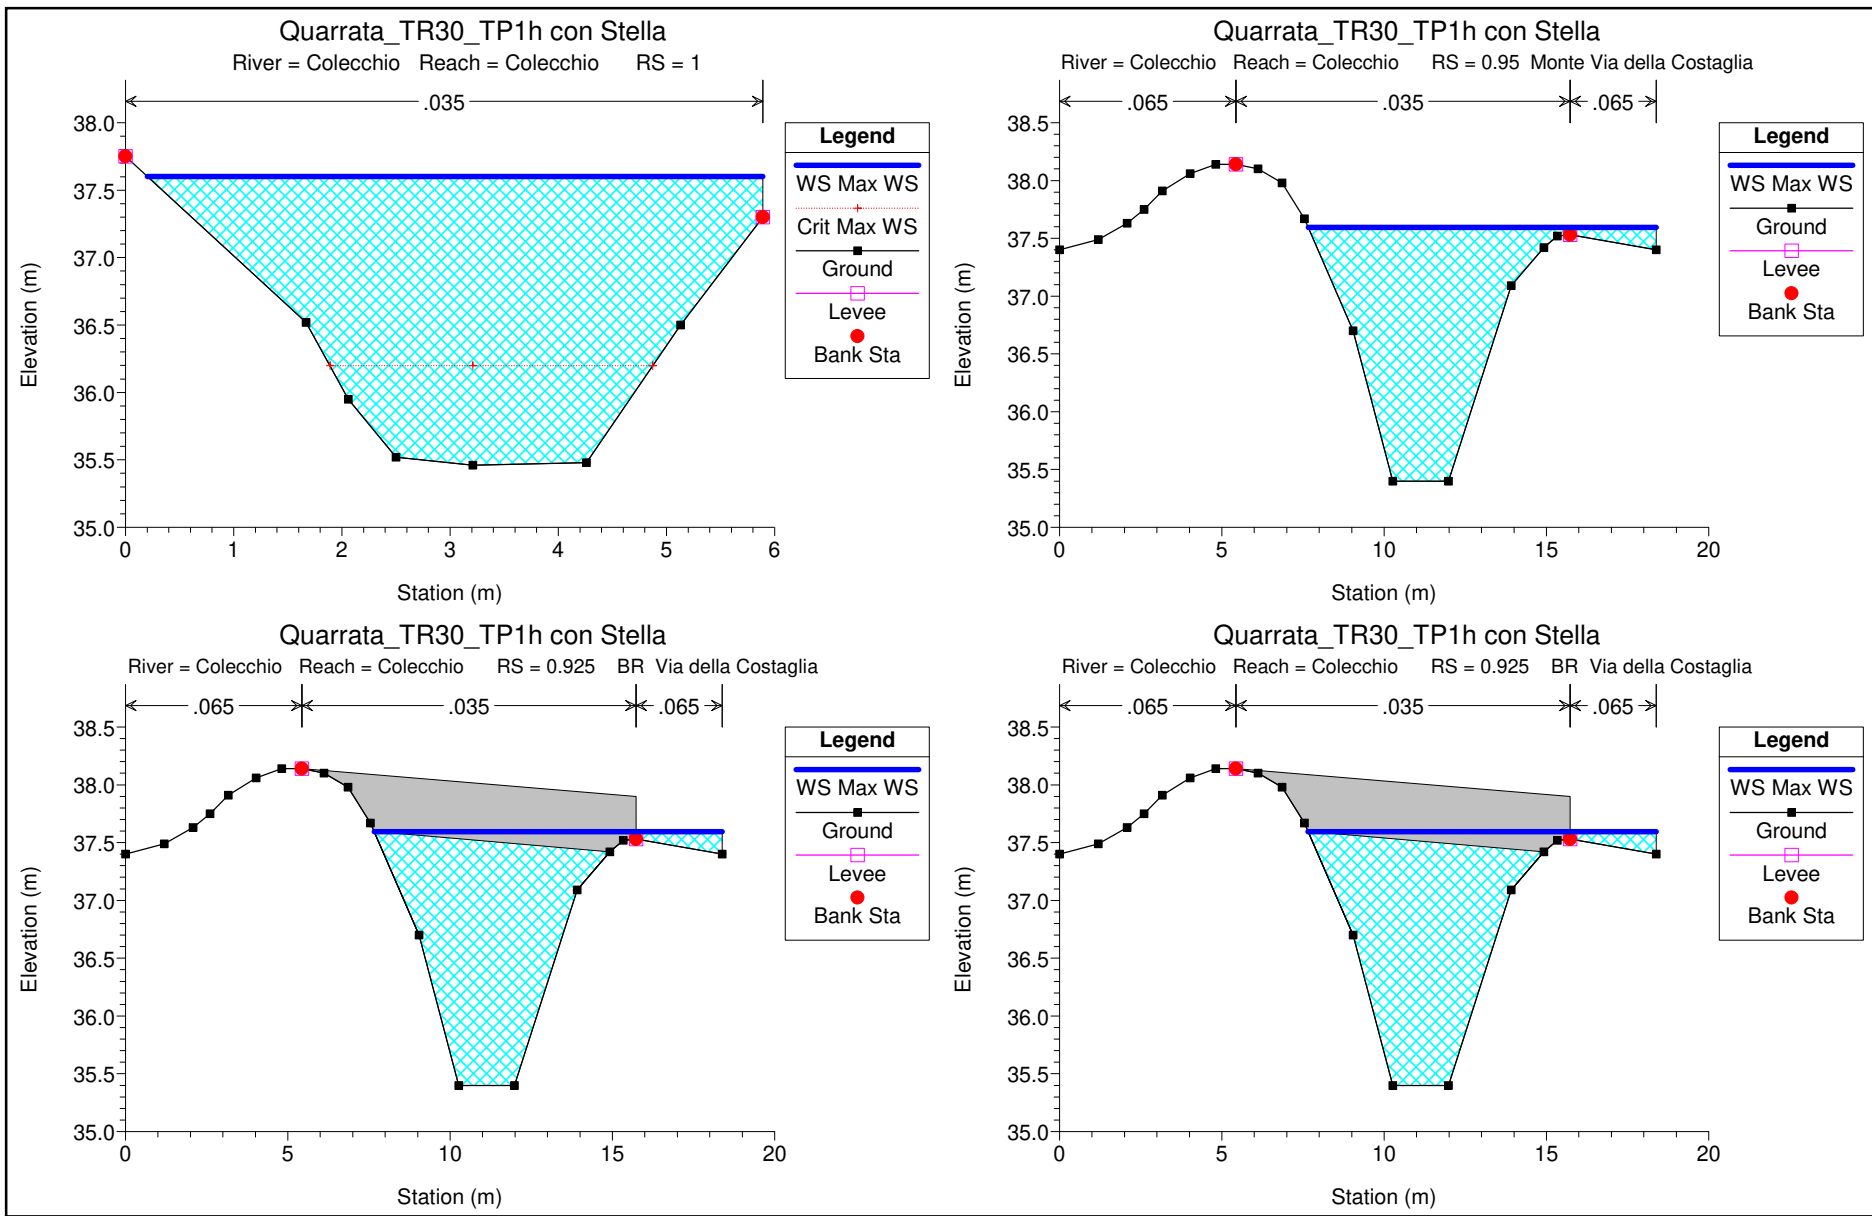 Quarrata_TR30_TP1h con Stella
River = Colecchio Reach = Colecchio RS = 1
.035
38.0
37.5
37.0
36.5
36.0
35.5
35.0
Elevation (m)
0 1 2 3 4 5 6
Station (m)
Legend
WS Max WS
Crit Max WS
Ground
Levee
Bank Sta
Quarrata_TR30_TP1h con Stella
River = Colecchio Reach = Colecchio RS = 0.95 Monte Via della Costaglia
.065 .035 .065
38.5
38.0
37.5
37.0
36.5
36.0
35.5
35.0
Elevation (m)
0 5 10 15 20
Station (m)
Legend
WS Max WS
Ground
Levee
Bank Sta
Quarrata_TR30_TP1h con Stella
River = Colecchio Reach = Colecchio RS = 0.925 BR Via della Costaglia
.065 .035 .065
38.5
38.0
37.5
37.0
36.5
36.0
35.5
35.0
Elevation (m)
0 5 10 15 20
Station (m)
Legend
WS Max WS
Ground
Levee
Bank Sta
Quarrata_TR30_TP1h con Stella
River = Colecchio Reach = Colecchio RS = 0.925 BR Via della Costaglia
.065 .035 .065
38.5
38.0
37.5
37.0
36.5
36.0
35.5
35.0
Elevation (m)
0 5 10 15 20
Station (m)
Legend
WS Max WS
Ground
Levee
Bank Sta